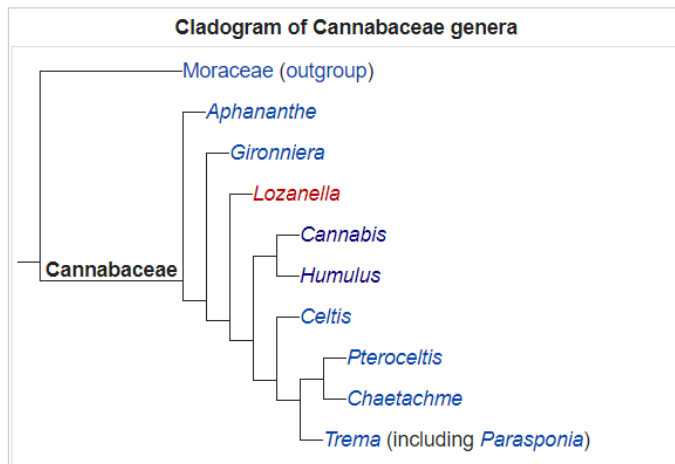 Cladogram of Cannabaceae genera
Moraceae (outgroup)
Aphananthe
Gironniera
Lozanella
Cannabis
Cannabaceae
Humulus
Celtis
Pteroceltis
Chaetachme
Trema (including Parasponia)